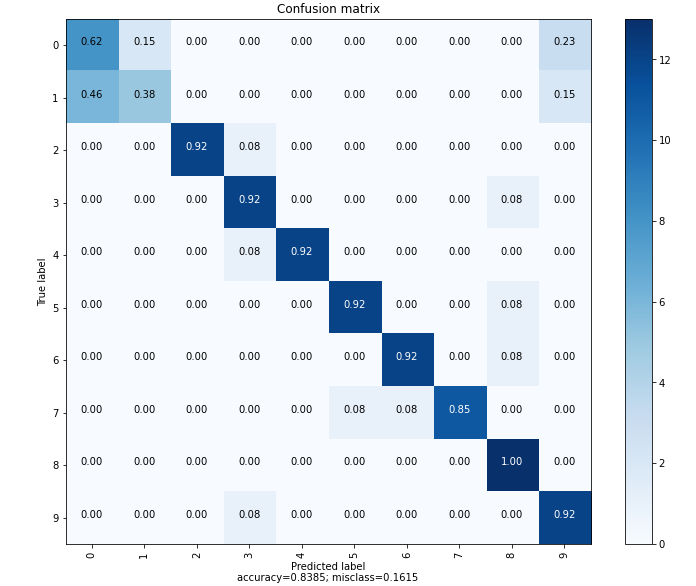 Confusion matrix
0 0.62 0.15 0.00 0.00 0.00 0.00 0.00 0.00 0.00 0.23
1 0.46 0.38 0.00 0.00 0.00 0.00 0.00 0.00 0.00 0.15
2 0.00 0.00 0.92 0.08 0.00 0.00 0.00 0.00 0.00 0.00
3 0.00 0.00 0.00 0.92 0.00 0.00 0.00 0.00 0.08 0.00
4 0.00 0.00 0.00 0.08 0.92 0.00 0.00 0.00 0.00 0.00
5 0.00 0.00 0.00 0.00 0.00 0.92 0.00 0.00 0.08 0.00
6 0.00 0.00 0.00 0.00 0.00 0.00 0.92 0.00 0.08 0.00
7 0.00 0.00 0.00 0.00 0.00 0.08 0.08 0.85 0.00 0.00
8 0.00 0.00 0.00 0.00 0.00 0.00 0.00 0.00 1.00 0.00
9 0.00 0.00 0.00 0.08 0.00 0.00 0.00 0.00 0.00 0.92
True label
0 1 2 3 4 5 6 7 8 9
Predicted label
accuracy=0.8385; misclass=0.1615
12
10
8
6
4
2
0